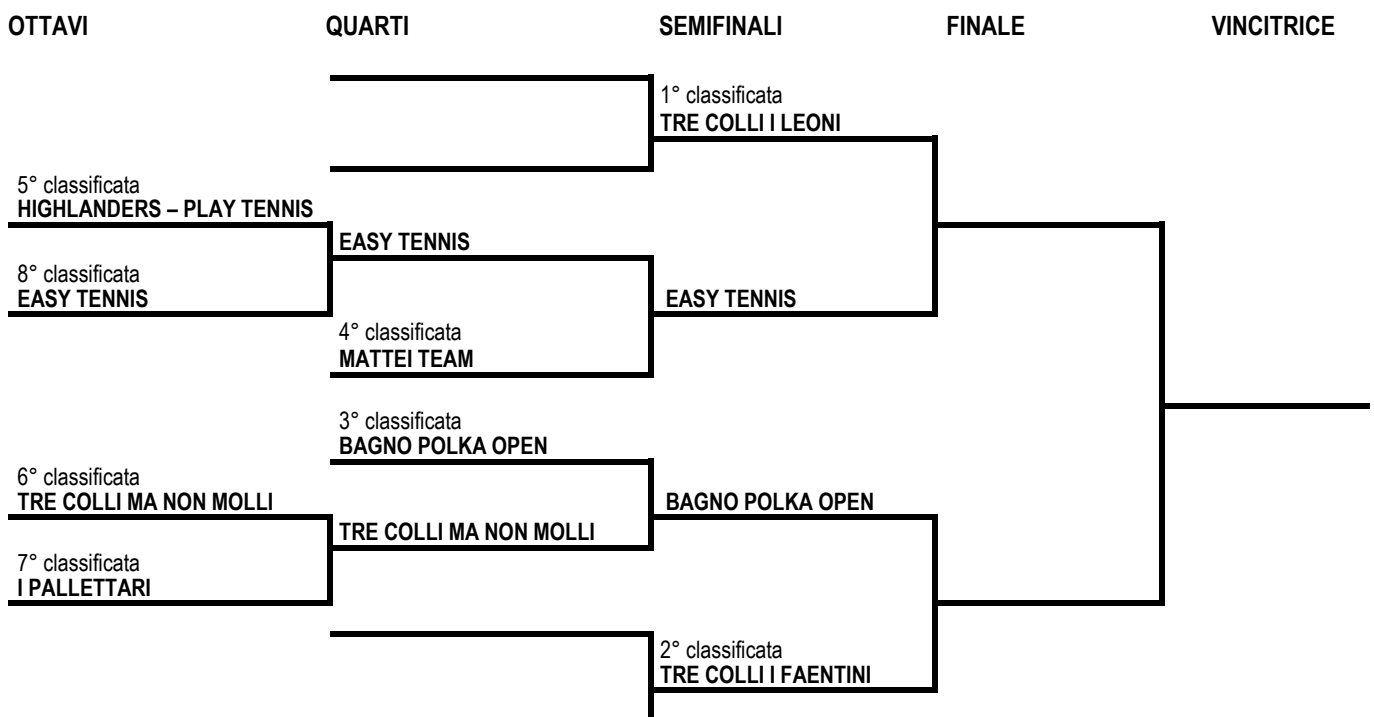 OTTAVI QUARTI SEMIFINALI FINALE VINCITRICE
1° classificata
TRE COLLI I LEONI
5° classificata
HIGHLANDERS – PLAY TENNIS
EASY TENNIS
8° classificata
EASY TENNIS
EASY TENNIS
4° classificata
MATTEI TEAM
3° classificata
BAGNO POLKA OPEN
6° classificata
TRE COLLI MA NON MOLLI
BAGNO POLKA OPEN
TRE COLLI MA NON MOLLI
7° classificata
I PALLETTARI
2° classificata
TRE COLLI I FAENTINI